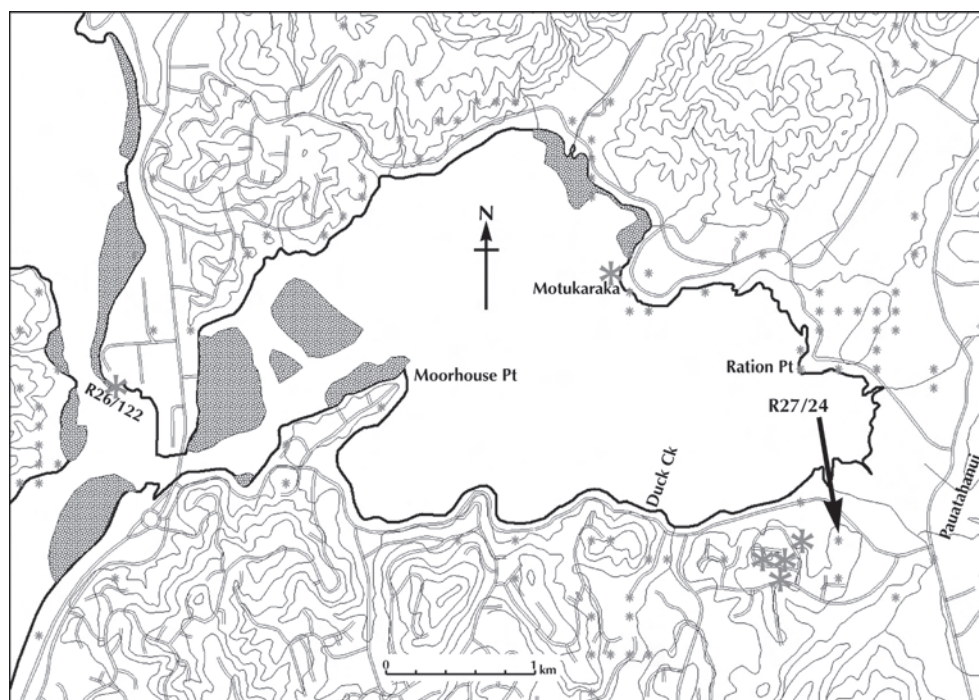 N
Motukaraka
Moorhouse Pt
Ration Pt
R26/122
R27/24
Duck Ck
Pauatahanui
0 1
km